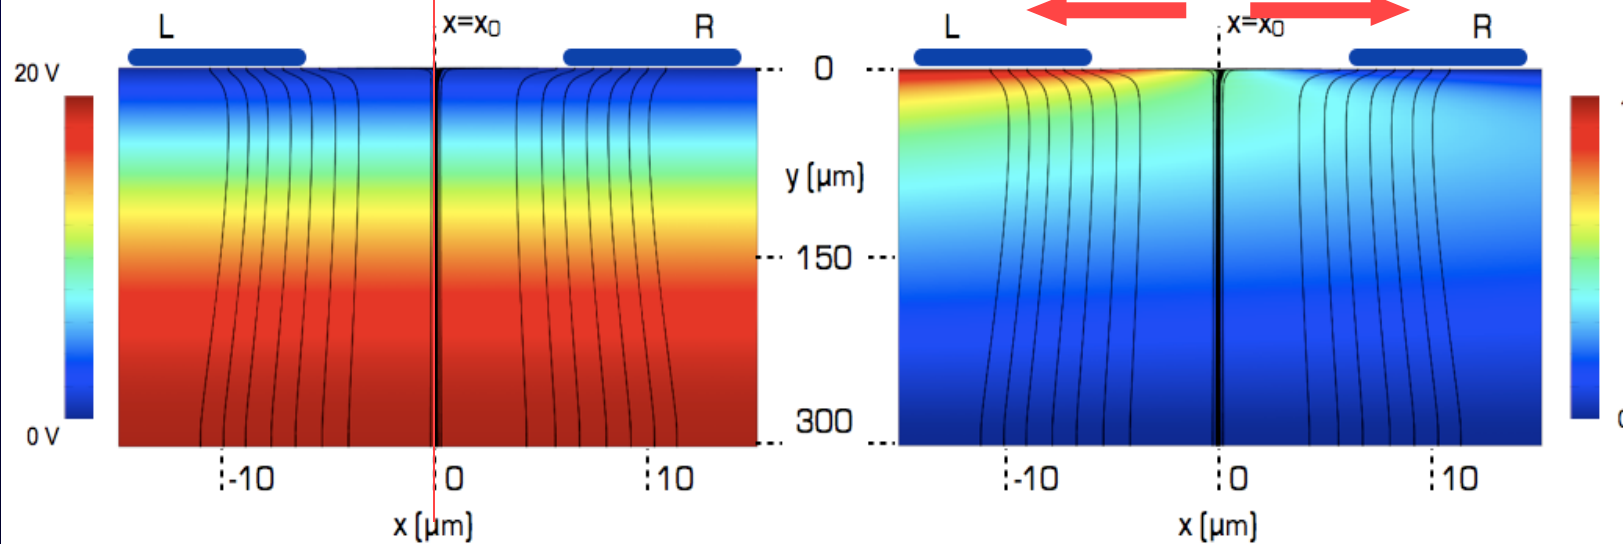 L x=x₀ R
20 V
0 V
-10 0 10
x (µm)
0
y (µm)
150
300
L x=x₀ R
-10 0 10
x (µm)